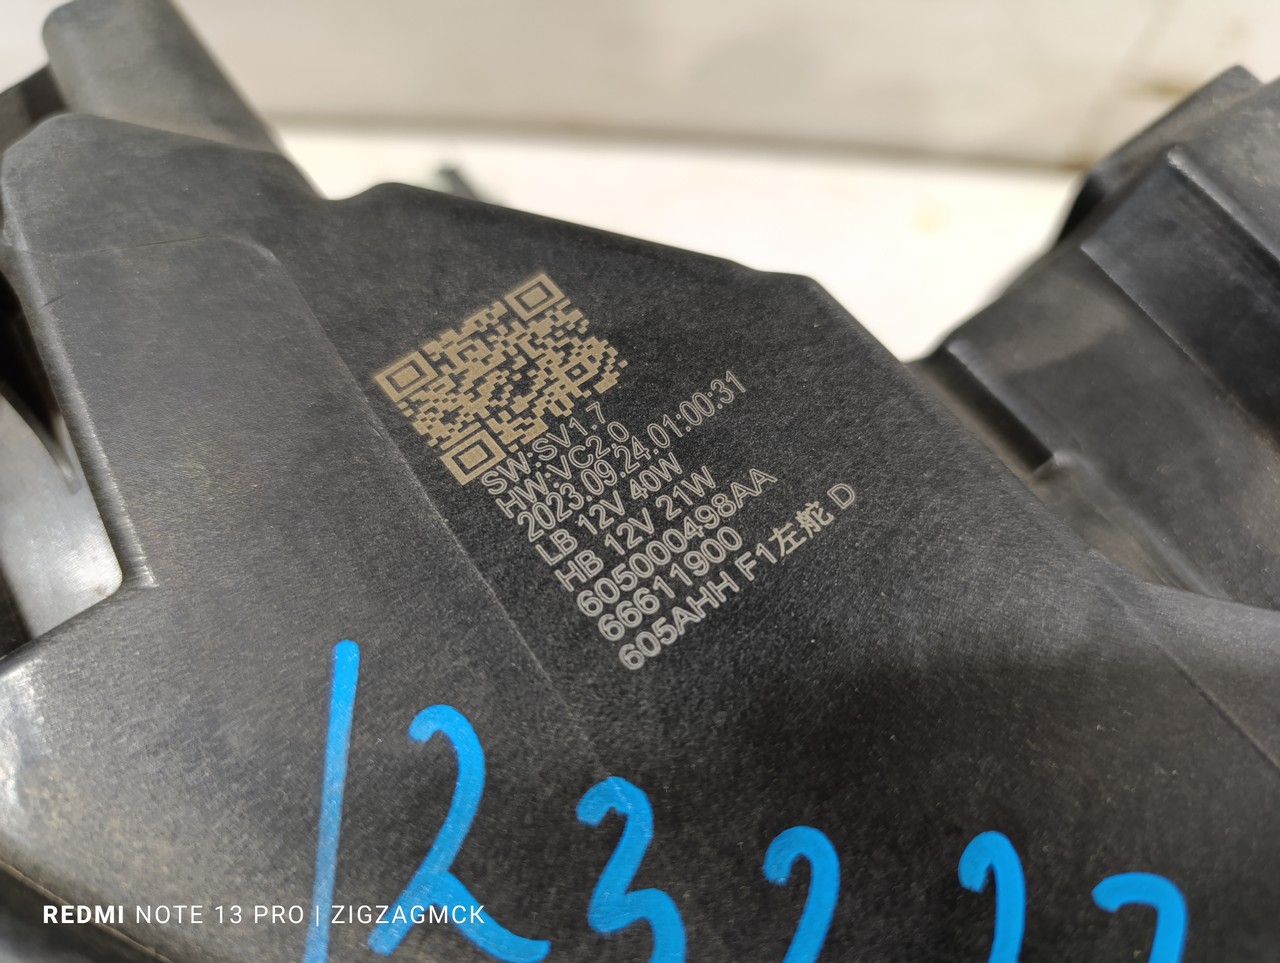 SW:SV1.7
HW:VC2.0
2023.09.24.01:00:31
LB 12V 40W
HB 12V 21W
605000498AA
66611900
605AHH F1左舵 D
REDMI NOTE 13 PRO | ZIGZAGMCK